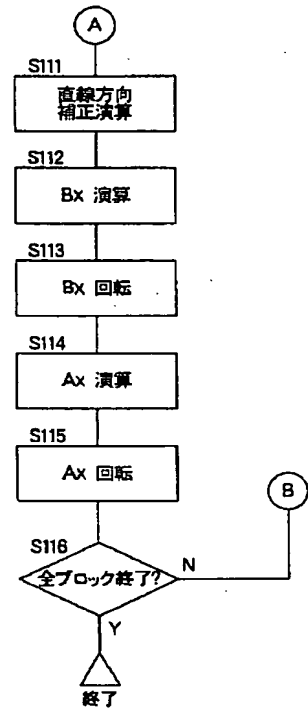 A
S111
直線方向
補正演算
S112
Bx 演算
S113
Bx 回転
S114
Ax 演算
S115
Ax 回転
B
S116
全ブロック終了?
N
Y
終了